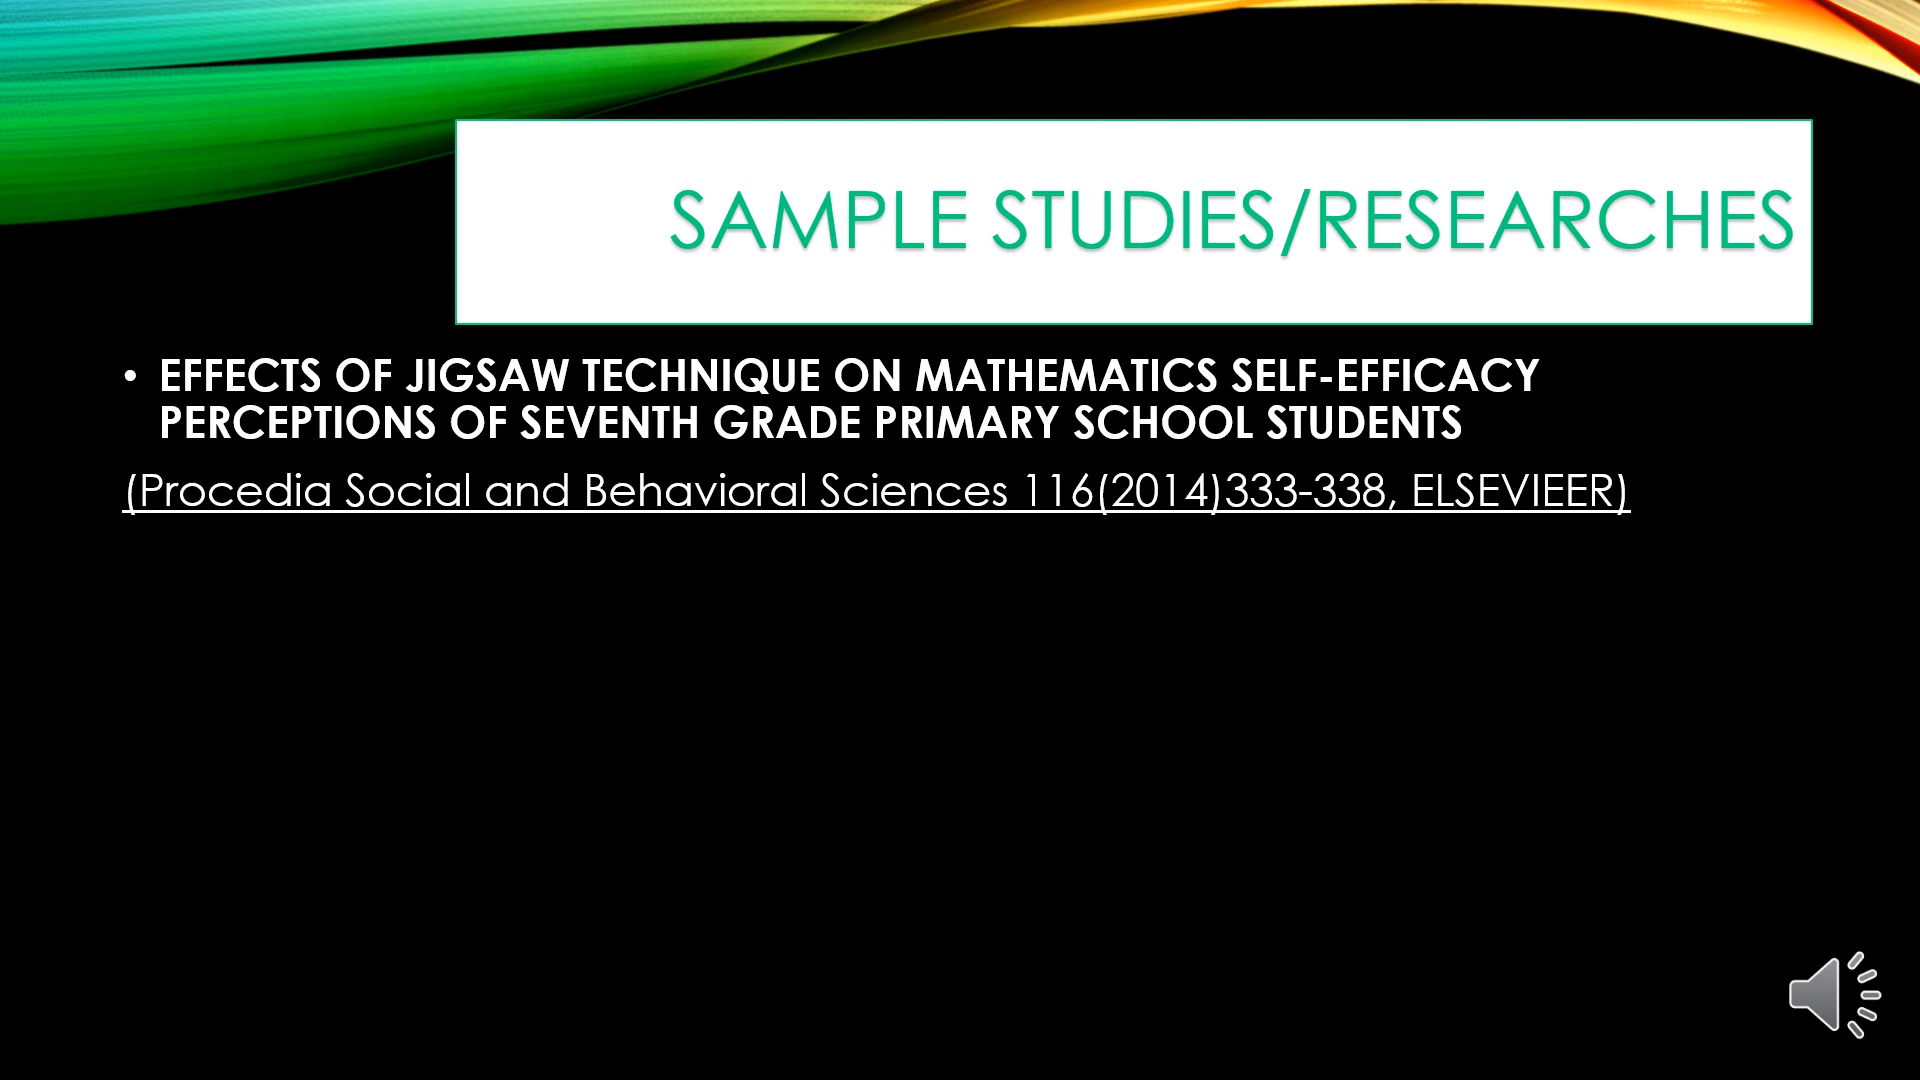 SAMPLE STUDIES/RESEARCHES
• EFFECTS OF JIGSAW TECHNIQUE ON MATHEMATICS SELF-EFFICACY
PERCEPTIONS OF SEVENTH GRADE PRIMARY SCHOOL STUDENTS
(Procedia Social and Behavioral Sciences 116(2014)333-338, ELSEVIEER)